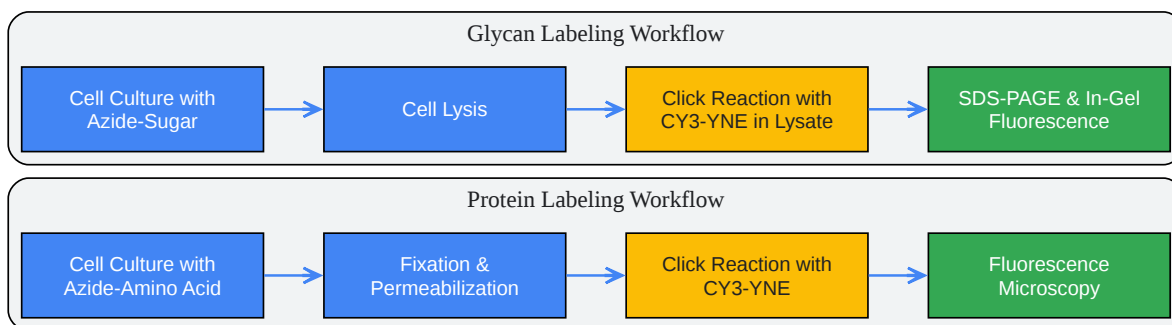 Glycan Labeling Workflow
Cell Culture with
Azide-Sugar
Cell Lysis
Click Reaction with
CY3-YNE in Lysate
SDS-PAGE & In-Gel
Fluorescence
Protein Labeling Workflow
Cell Culture with
Azide-Amino Acid
Fixation &
Permeabilization
Click Reaction with
CY3-YNE
Fluorescence
Microscopy